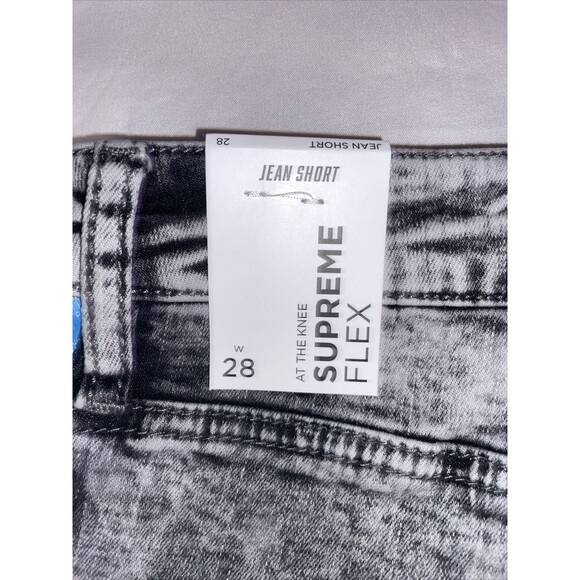 JEAN SHORT
28
JEAN SHORT
W
28
AT THE KNEE
SUPREME
FLEX